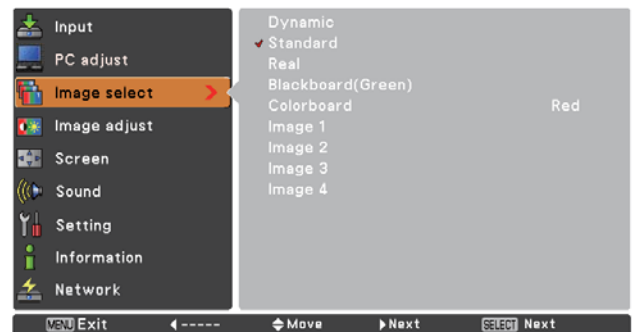 Input
PC adjust
Image select
Image adjust
Screen
Sound
Setting
Information
Network
Dynamic
Standard
Real
Blackboard(Green)
Colorboard Red
Image 1
Image 2
Image 3
Image 4
MENU Exit ----- Move Next SELECT Next